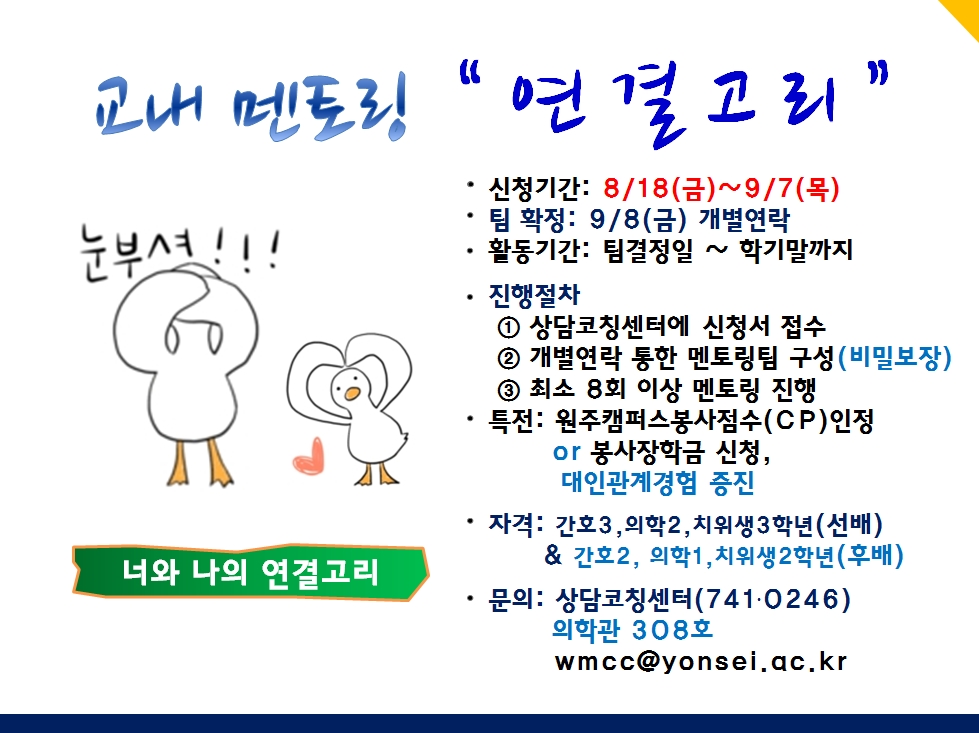 교내 멘토링 “연결고리”
눈부셔!!!
너와 나의 연결고리
· 신청기간: 8/18(금)~9/7(목)
· 팀 확정: 9/8(금) 개별연락
· 활동기간: 팀결정일 ~ 학기말까지
· 진행절차
① 상담코칭센터에 신청서 접수
② 개별연락 통한 멘토링팀 구성(비밀보장)
③ 최소 8회 이상 멘토링 진행
· 특전: 원주캠퍼스봉사점수(CP)인정
or 봉사장학금 신청,
대인관계경험 증진
· 자격: 간호3,의학2,치위생3학년(선배)
& 간호2, 의학1,치위생2학년(후배)
· 문의: 상담코칭센터(741·0246)
의학관 308호
wmcc@yonsei.ac.kr